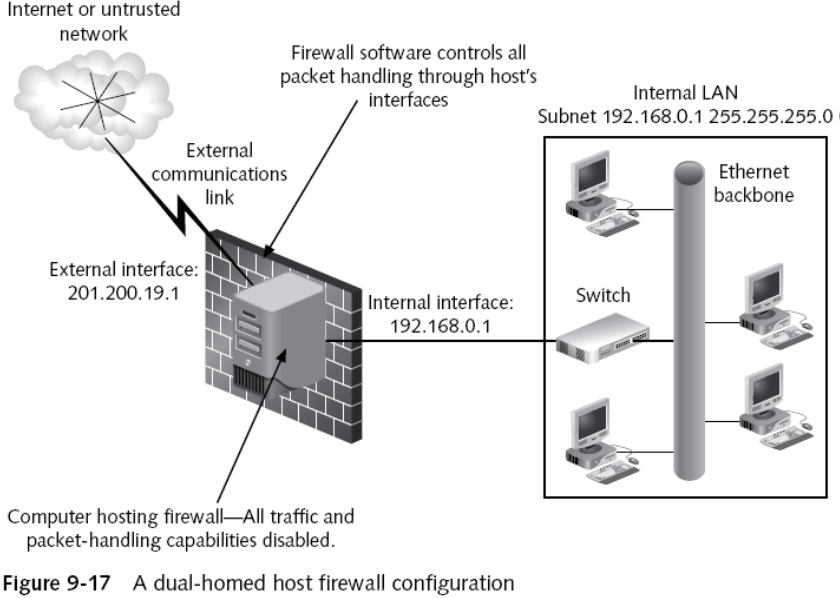 Internet or untrusted
network
Firewall software controls all
packet handling through host's
interfaces
Internal LAN
Subnet 192.168.0.1 255.255.255.0
External
communications
link
Ethernet
backbone
External interface:
201.200.19.1
Internal interface:
192.168.0.1
Switch
Computer hosting firewall—All traffic and
packet-handling capabilities disabled.
Figure 9-17 A dual-homed host firewall configuration